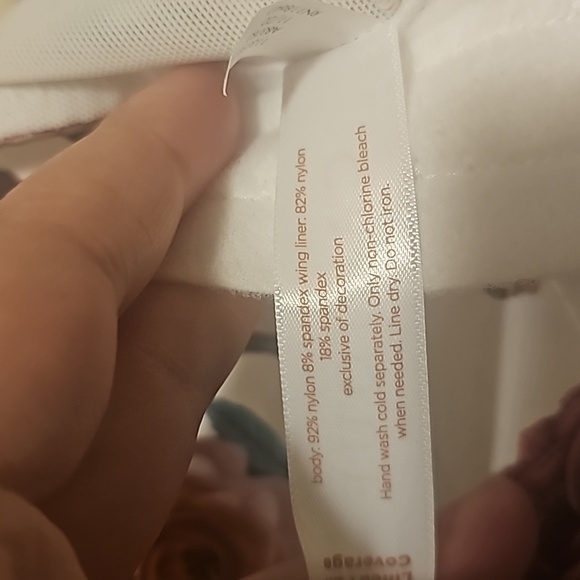 body: 92% nylon 8% spandex wing liner: 82% nylon
18% spandex
exclusive of decoration
Hand wash cold separately. Only non-chlorine bleach
when needed. Line dry. Do not iron.
Coverage